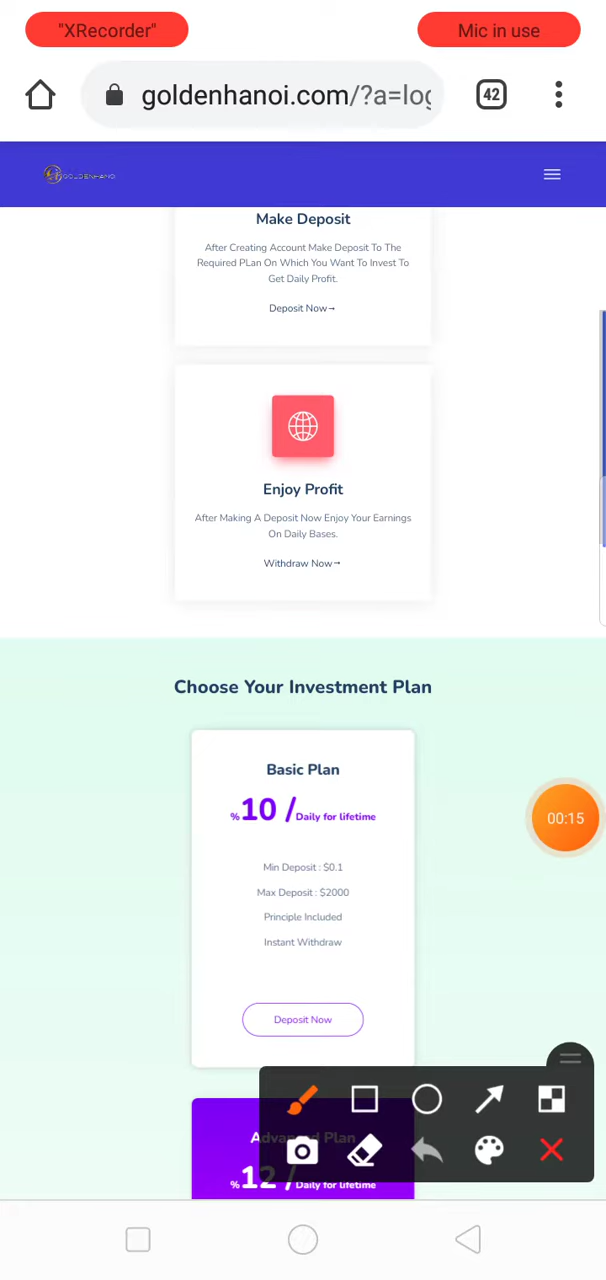 "XRecorder"
Mic in use
goldenhanoi.com/?a=log
42
GOLDENHANOI
Make Deposit
After Creating Account Make Deposit To The
Required PLan On Which You Want To Invest To
Get Daily Profit.
Deposit Now→
Enjoy Profit
After Making A Deposit Now Enjoy Your Earnings
On Daily Bases.
Withdraw Now→
Choose Your Investment Plan
Basic Plan
%10 /Daily for lifetime
Min Deposit : $0.1
Max Deposit : $2000
Principle Included
Instant Withdraw
Deposit Now
00:15
Advanced Plan
%12 /Daily for lifetime